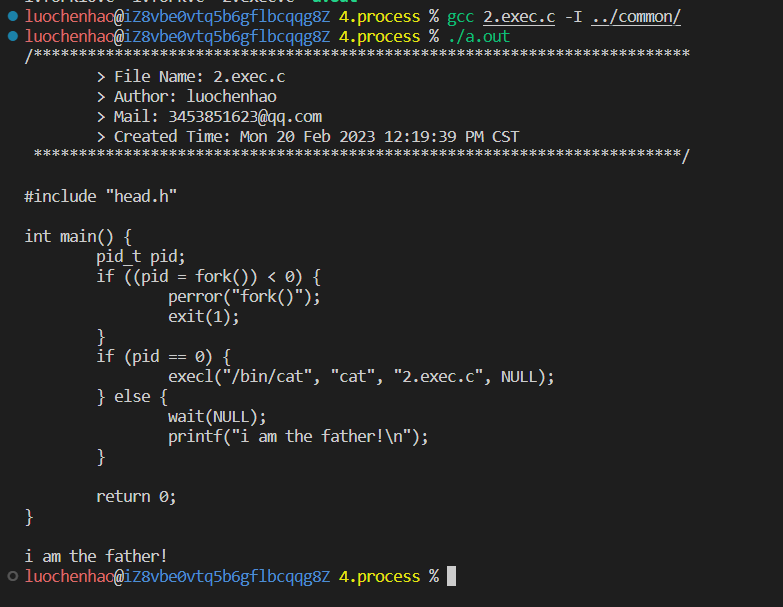 luochenhao@iZ8vbe0vtq5b6gflbcqqg8Z 4.process % gcc 2.exec.c -I ../common/
luochenhao@iZ8vbe0vtq5b6gflbcqqg8Z 4.process % ./a.out
/*************************************************************************
        > File Name: 2.exec.c
        > Author: luochenhao
        > Mail: 3453851623@qq.com
        > Created Time: Mon 20 Feb 2023 12:19:39 PM CST
 ************************************************************************/

#include "head.h"

int main() {
        pid_t pid;
        if ((pid = fork()) < 0) {
                perror("fork()");
                exit(1);
        }
        if (pid == 0) {
                execl("/bin/cat", "cat", "2.exec.c", NULL);
        } else {
                wait(NULL);
                printf("i am the father!\n");
        }

        return 0;
}

i am the father!
luochenhao@iZ8vbe0vtq5b6gflbcqqg8Z 4.process %